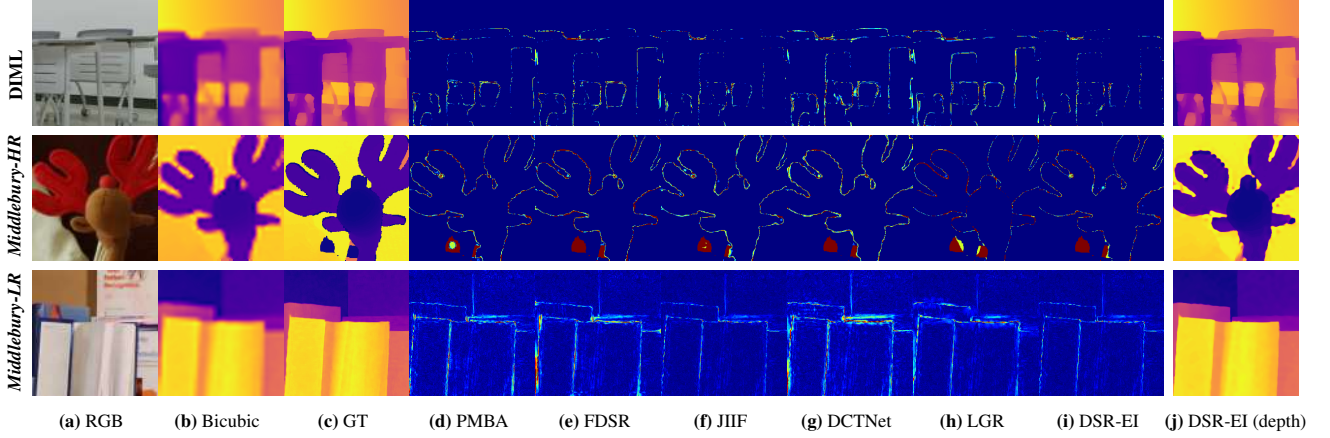 DIML
Middlebury-HR
Middlebury-LR
(a) RGB
(b) Bicubic
(c) GT
(d) PMBA
(e) FDSR
(f) JIIF
(g) DCTNet
(h) LGR
(i) DSR-EI
(j) DSR-EI (depth)